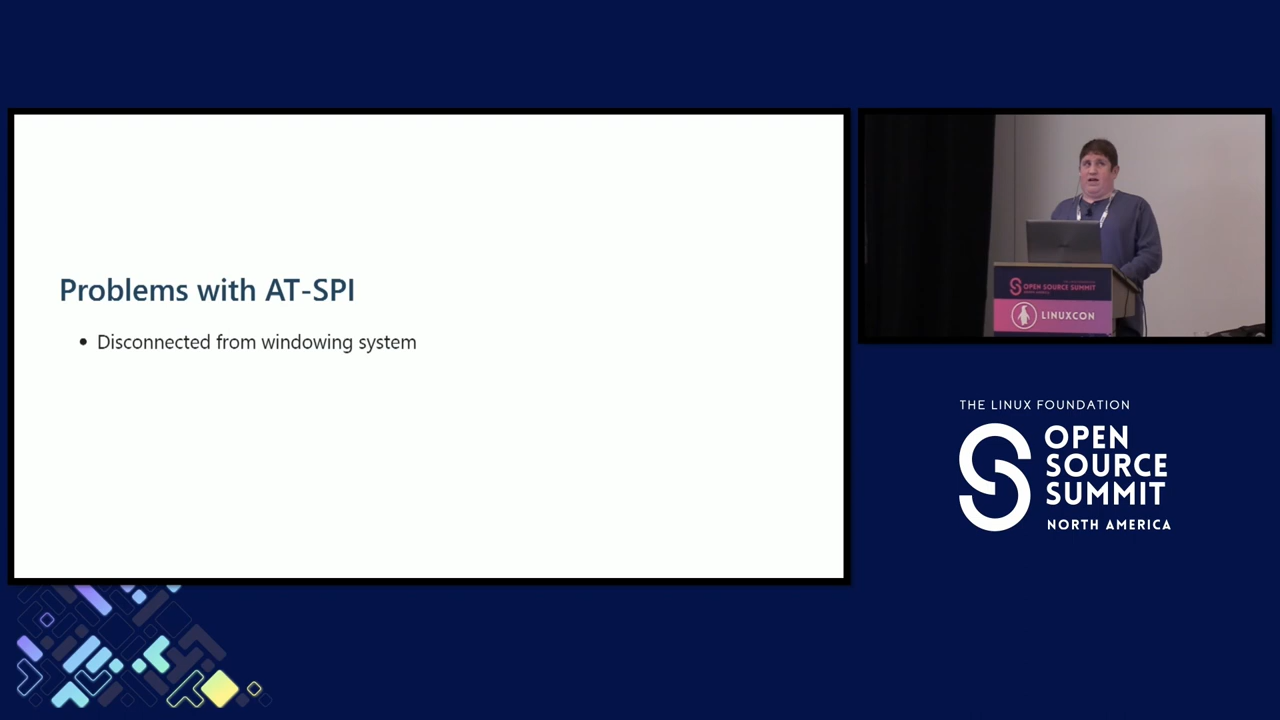 Problems with AT-SPI
• Disconnected from windowing system
OPEN SOURCE SUMMIT
LINUXCON
THE LINUX FOUNDATION
OPEN
SOURCE
SUMMIT
NORTH AMERICA